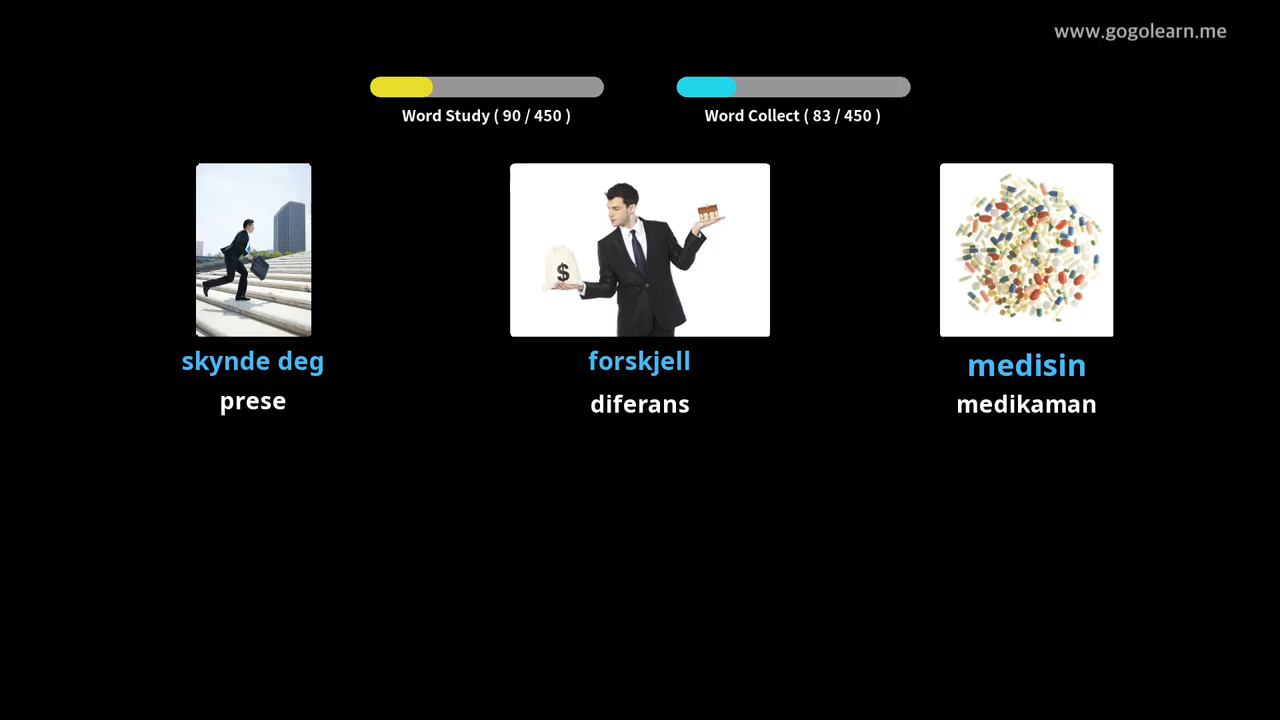 www.gogolearn.me
Word Study ( 90 / 450 )
Word Collect ( 83 / 450 )
$
skynde deg
prese
forskjell
diferans
medisin
medikaman